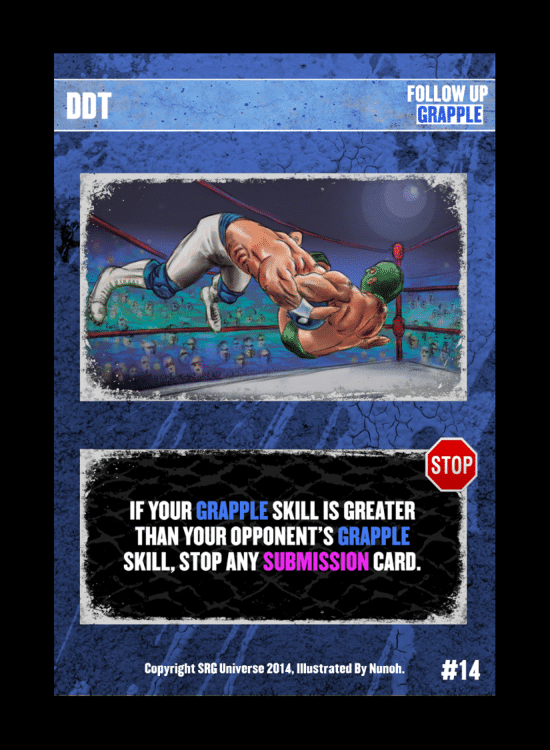 DDT
FOLLOW UP
GRAPPLE
STOP
IF YOUR GRAPPLE SKILL IS GREATER
THAN YOUR OPPONENT'S GRAPPLE
SKILL, STOP ANY SUBMISSION CARD.
Copyright SRG Universe 2014, Illustrated By Nunoh.
#14